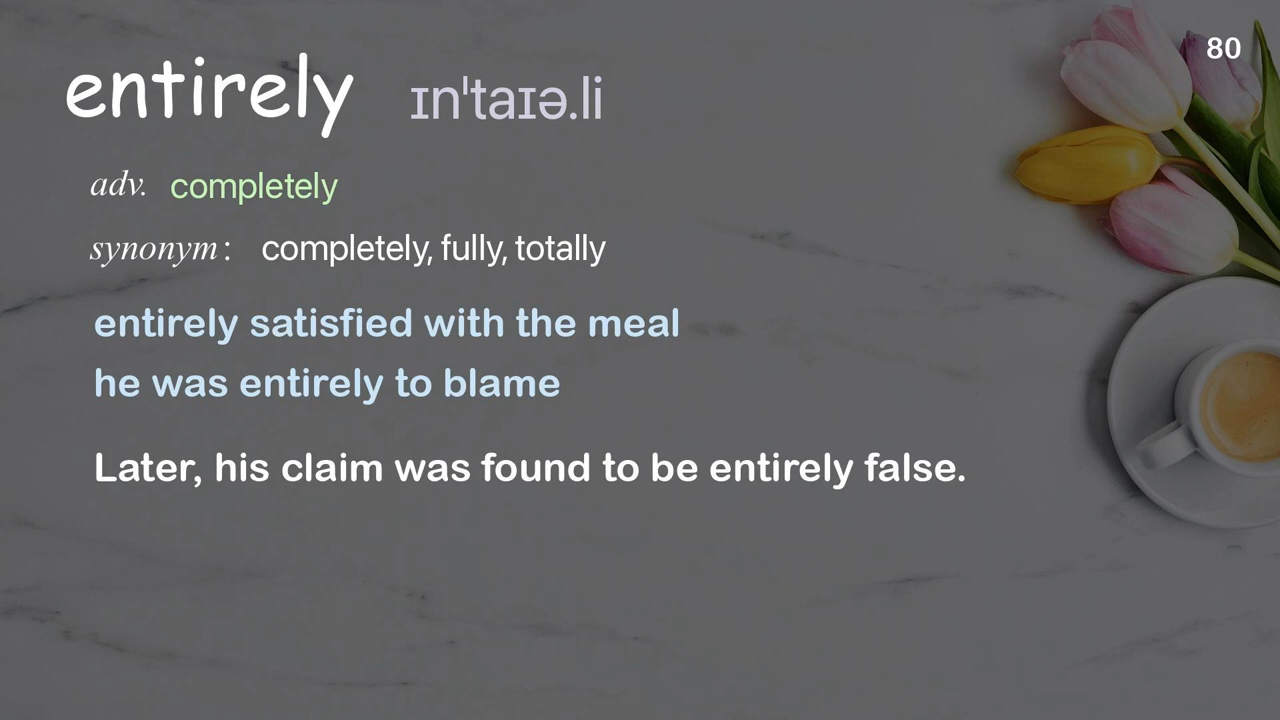 80
entirely ɪnˈtaɪə.li
adv. completely
synonym: completely, fully, totally
entirely satisfied with the meal
he was entirely to blame
Later, his claim was found to be entirely false.